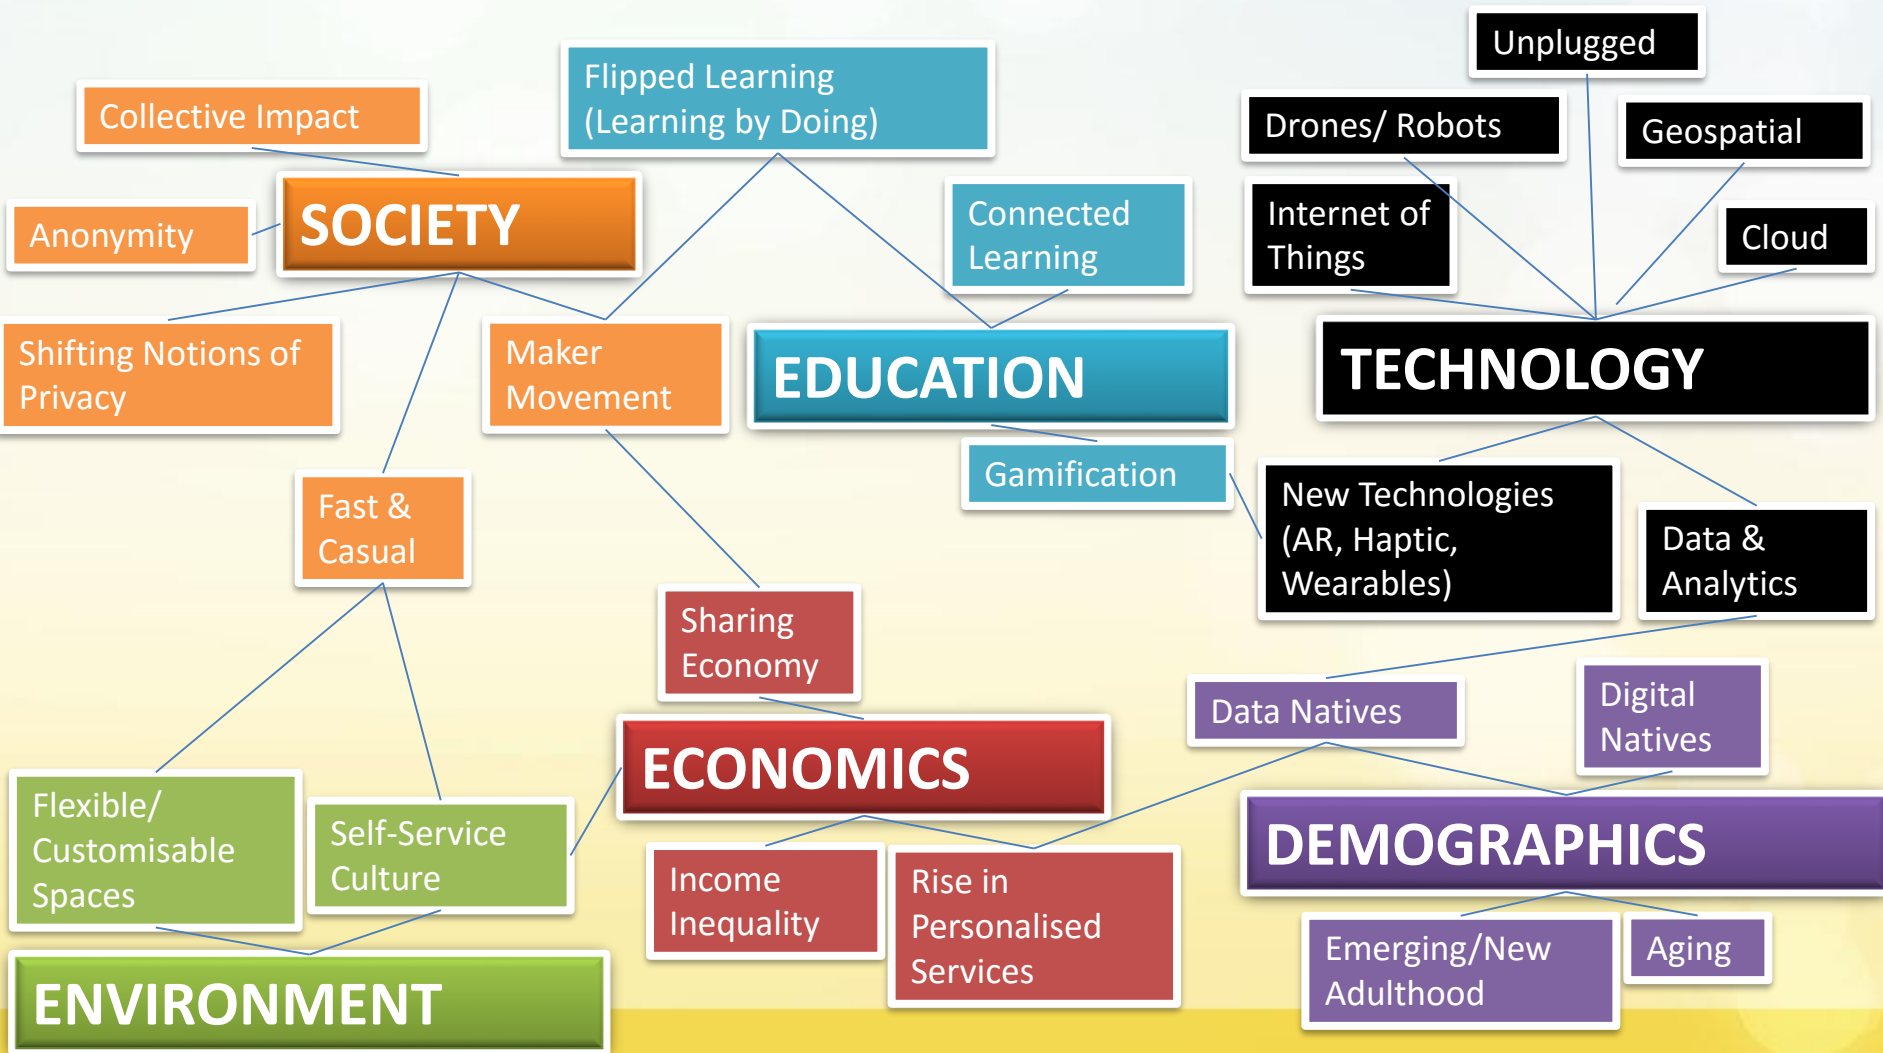 Unplugged
Flipped Learning
(Learning by Doing)
Collective Impact
Drones/ Robots
Geospatial
SOCIETY
Anonymity
Connected
Learning
Internet of
Things
Cloud
Shifting Notions of
Privacy
Maker
Movement
EDUCATION
TECHNOLOGY
Gamification
Fast &
Casual
New Technologies
(AR, Haptic,
Wearables)
Data &
Analytics
Sharing
Economy
Data Natives
Digital
Natives
ECONOMICS
Flexible/
Customisable
Spaces
Self-Service
Culture
DEMOGRAPHICS
Income
Inequality
Rise in
Personalised
Services
Emerging/New
Adulthood
Aging
ENVIRONMENT